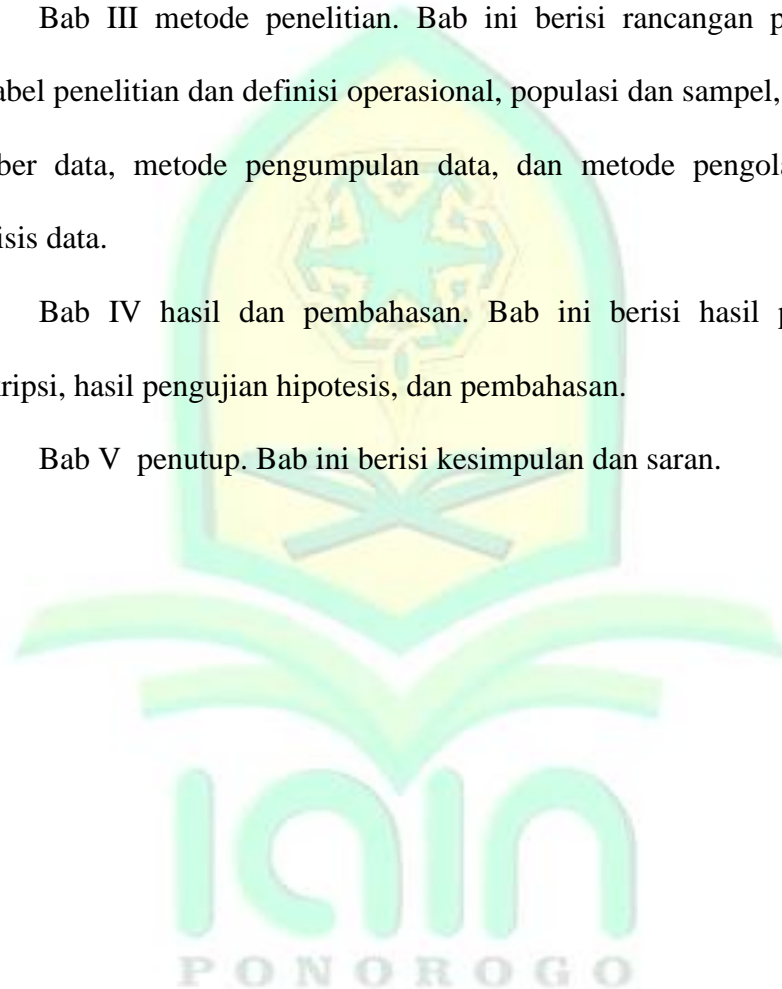 Bab III metode penelitian. Bab ini berisi rancangan p
abel penelitian dan definisi operasional, populasi dan sampel,
ber data, metode pengumpulan data, dan metode pengola
isis data.
Bab IV hasil dan pembahasan. Bab ini berisi hasil p
ripsi, hasil pengujian hipotesis, dan pembahasan.
Bab V penutup. Bab ini berisi kesimpulan dan saran.
iain
PONOROGO